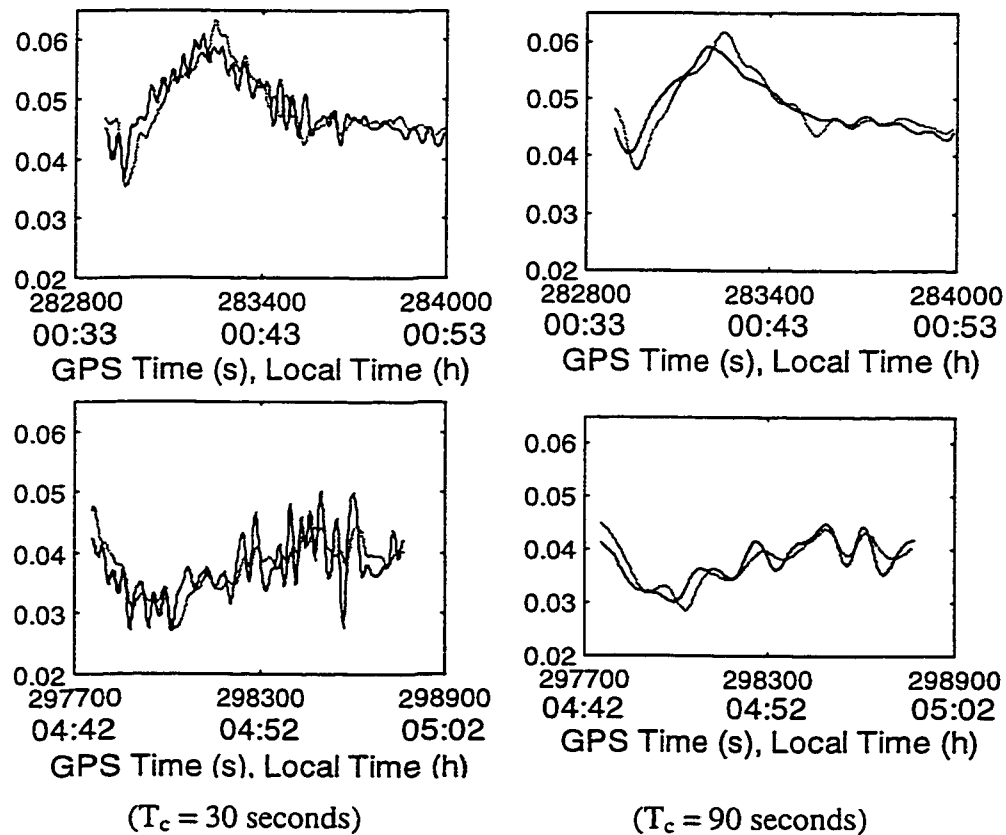 0.06
0.05
0.04
0.03
0.02
282800 283400 284000
00:33 00:43 00:53
GPS Time (s), Local Time (h)
0.06
0.05
0.04
0.03
0.02
282800 283400 284000
00:33 00:43 00:53
GPS Time (s), Local Time (h)
0.06
0.05
0.04
0.03
0.02
297700 298300 298900
04:42 04:52 05:02
GPS Time (s), Local Time (h)
(Tc = 30 seconds)
0.06
0.05
0.04
0.03
0.02
297700 298300 298900
04:42 04:52 05:02
GPS Time (s), Local Time (h)
(Tc = 90 seconds)